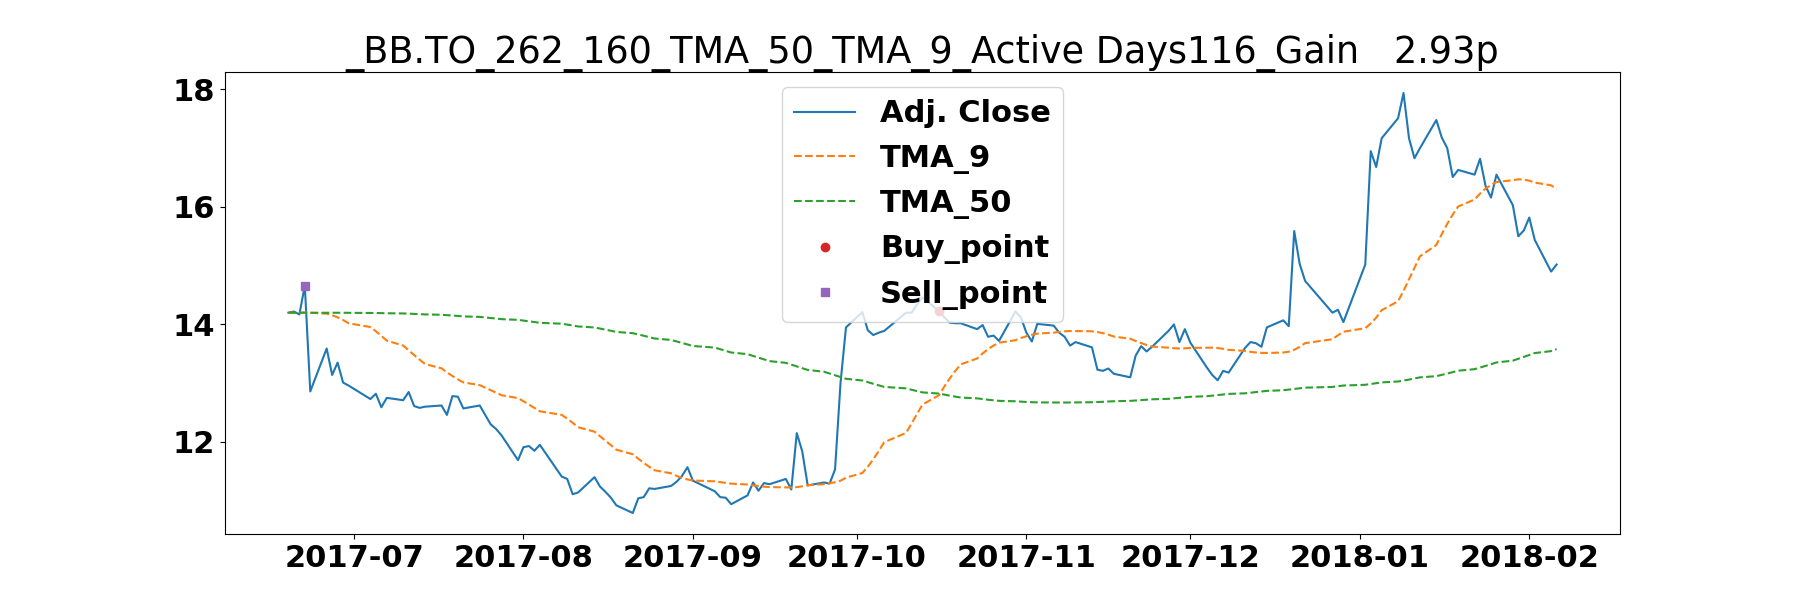 _BB.TO_262_160_TMA_50_TMA_9_Active Days116_Gain   2.93p
18
16
14
12
Adj. Close
TMA_9
TMA_50
Buy_point
Sell_point
2017-07 2017-08 2017-09 2017-10 2017-11 2017-12 2018-01 2018-02